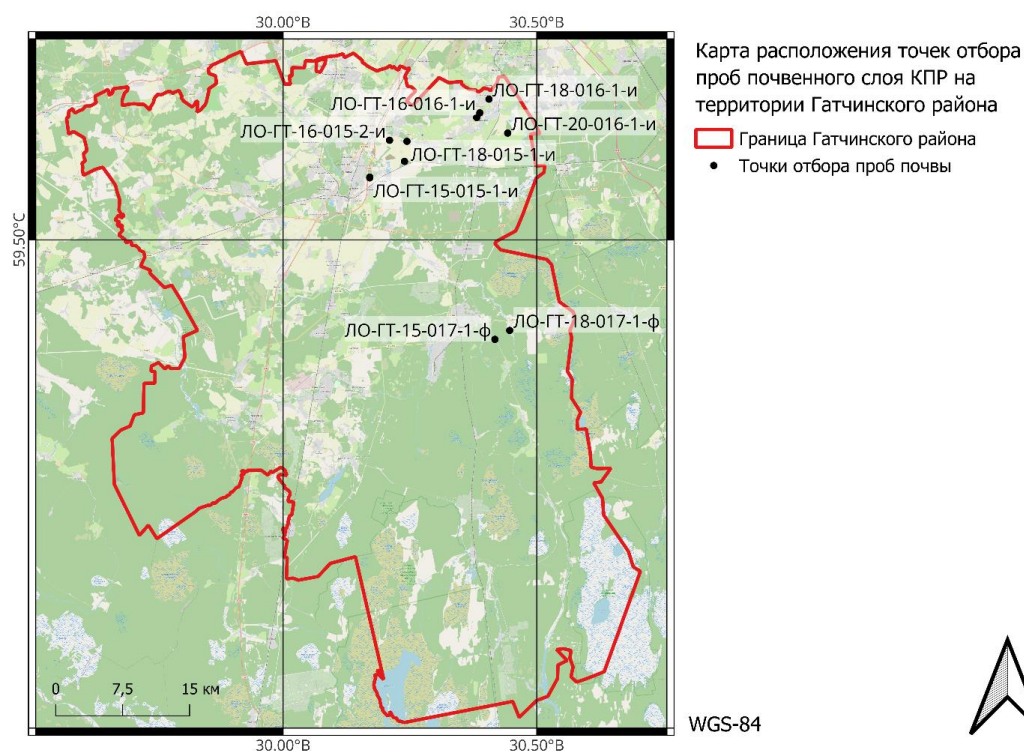 30.00°В 30.50°В
Карта расположения точек отбора
проб почвенного слоя КПР на
территории Гатчинского района
Граница Гатчинского района
Точки отбора проб почвы
ЛО-ГТ-18-016-1-и
ЛО-ГТ-16-016-1-и
ЛО-ГТ-20-016-1-и
ЛО-ГТ-16-015-2-и
ЛО-ГТ-18-015-1-и
ЛО-ГТ-15-015-1-и
59.50°С
ЛО-ГТ-18-017-1-ф
ЛО-ГТ-15-017-1-ф
0 7,5 15 км
WGS-84
30.00°В 30.50°В